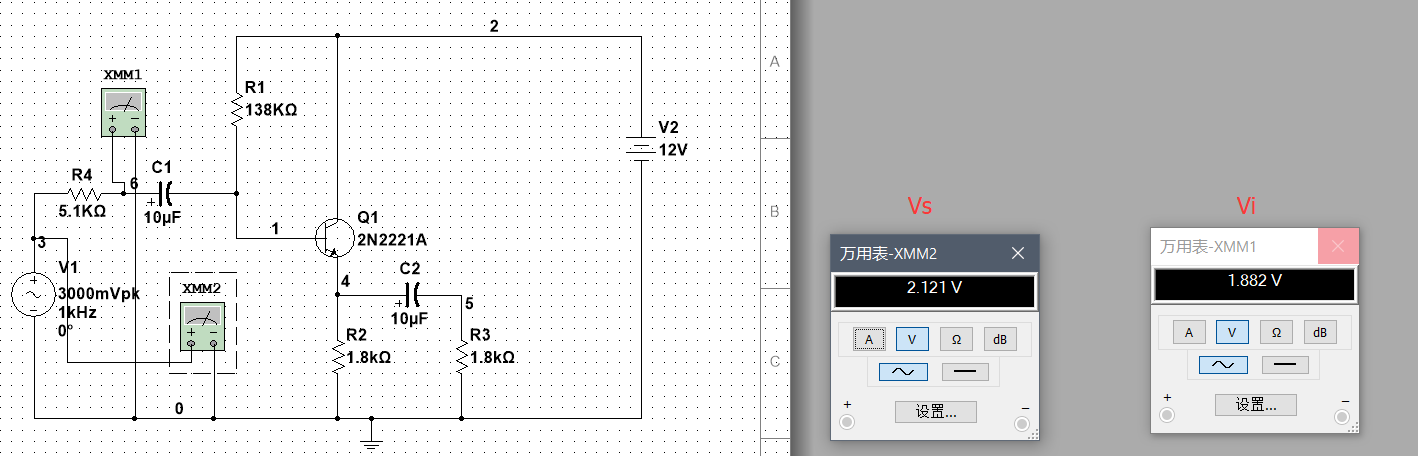 2
A
XMM1
R1
138KΩ
V2
12V
R4
6
C1
5.1KΩ
10µF
B
Vs
Vi
1
Q1
2N2221A
3
V1
3000mVpk
1kHz
0°
XMM2
4
C2
10µF
5
R2
1.8kΩ
R3
1.8kΩ
C
0
万用表-XMM2
2.121 V
A V Ω dB
+ −
设置...
万用表-XMM1
1.882 V
A V Ω dB
+ −
设置...